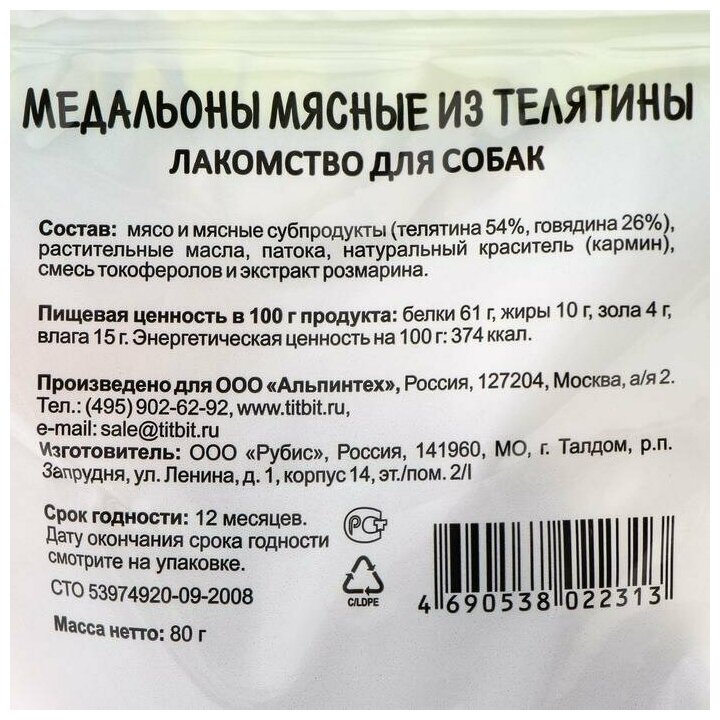 МЕДАЛЬОНЫ МЯСНЫЕ ИЗ ТЕЛЯТИНЫ
ЛАКОМСТВО ДЛЯ СОБАК
Состав: мясо и мясные субпродукты (телятина 54%, говядина 26%),
растительные масла, патока, натуральный краситель (кармин),
смесь токоферолов и экстракт розмарина.
Пищевая ценность в 100 г продукта: белки 61 г, жиры 10 г, зола 4 г,
влага 15 г. Энергетическая ценность на 100 г: 374 ккал.
Произведено для ООО «Альпинтех», Россия, 127204, Москва, а/я 2.
Тел.: (495) 902-62-92, www.titbit.ru,
e-mail: sale@titbit.ru
Изготовитель: ООО «Рубис», Россия, 141960, МО, г. Талдом, р.п.
Запрудня, ул. Ленина, д. 1, корпус 14, эт./пом. 2/I
Срок годности: 12 месяцев.
Дату окончания срока годности
смотрите на упаковке.
СТО 53974920-09-2008
Масса нетто: 80 г
РСТ
C/LDPE
4 690538 022313